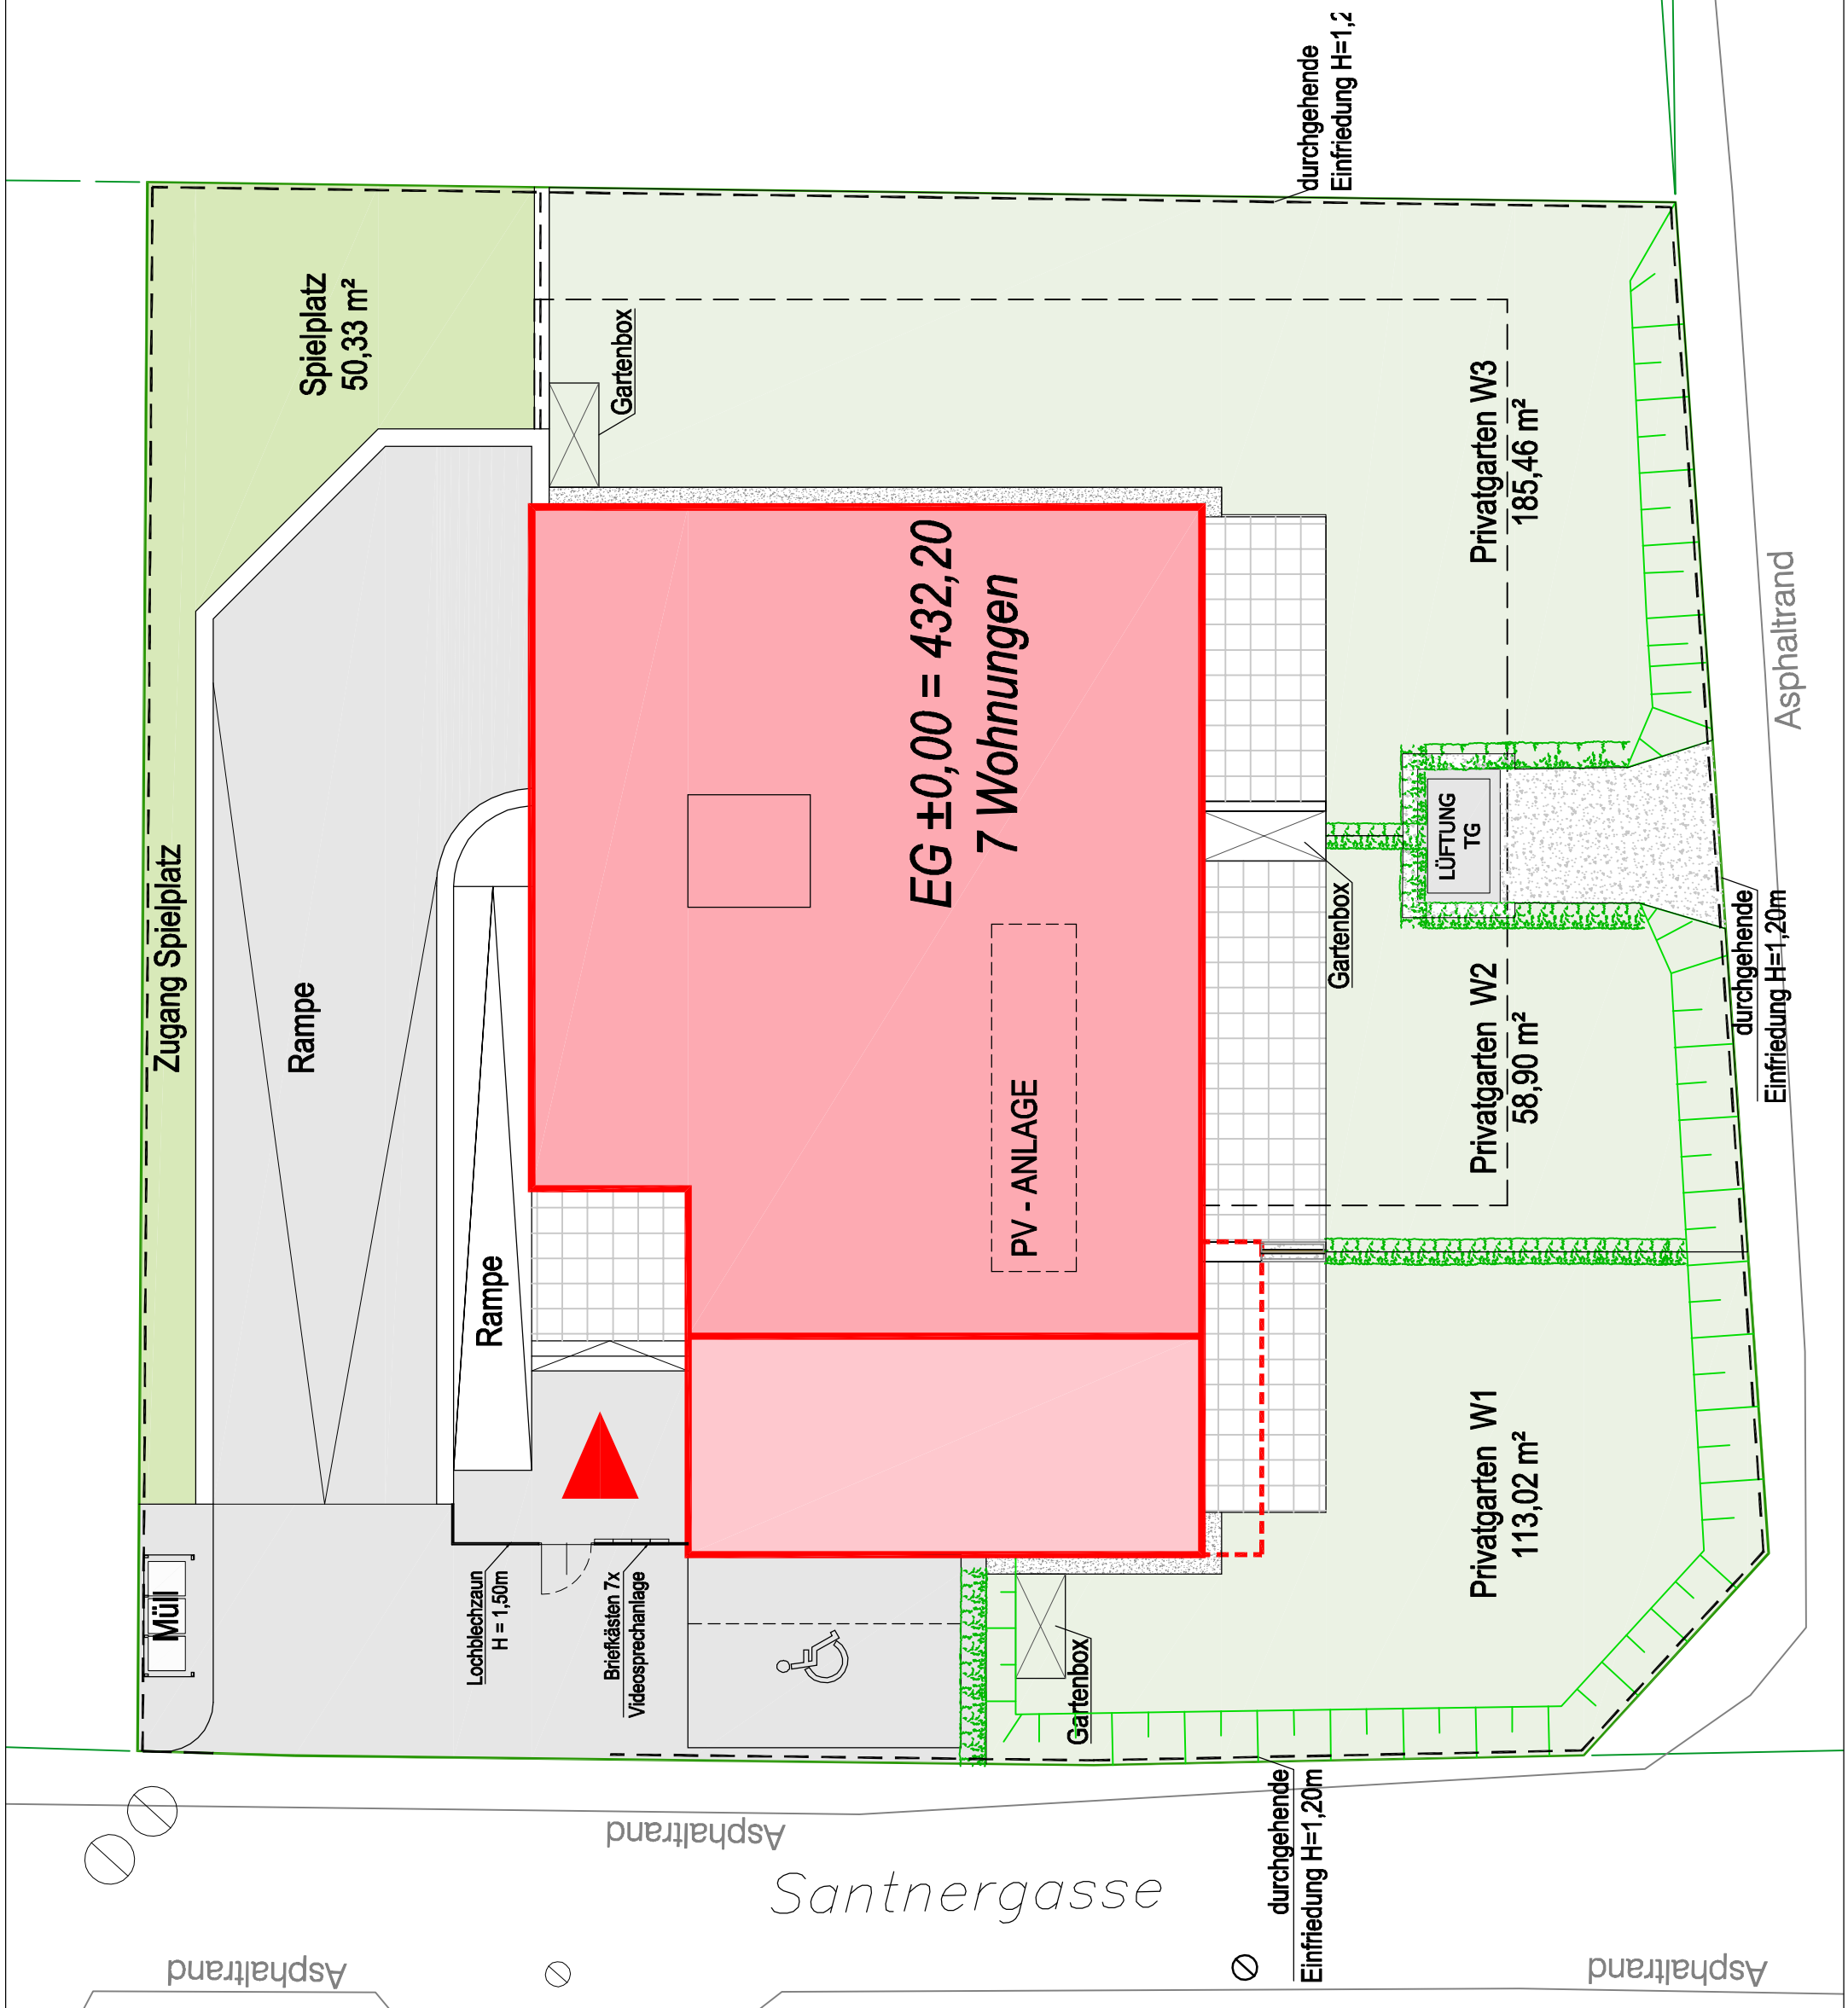 durchgehende
Einfriedung H=1,2
Spielplatz
50,33 m²
Gartenbox
Privatgarten W3
185,46 m²
EG ±0,00 = 432,20
7 Wohnungen
Asphaltrand
Zugang Spielplatz
Rampe
LÜFTUNG
TG
Gartenbox
durchgehende
Einfriedung H=1,20m
Privatgarten W2
58,90 m²
PV - ANLAGE
Rampe
Privatgarten W1
113,02 m²
Müll
Lochblechzaun
H = 1,50m
Briefkästen 7x
Videosprechanlage
Gartenbox
durchgehende
Einfriedung H=1,20m
Asphaltrand
Santnergasse
Asphaltrand
Asphaltrand